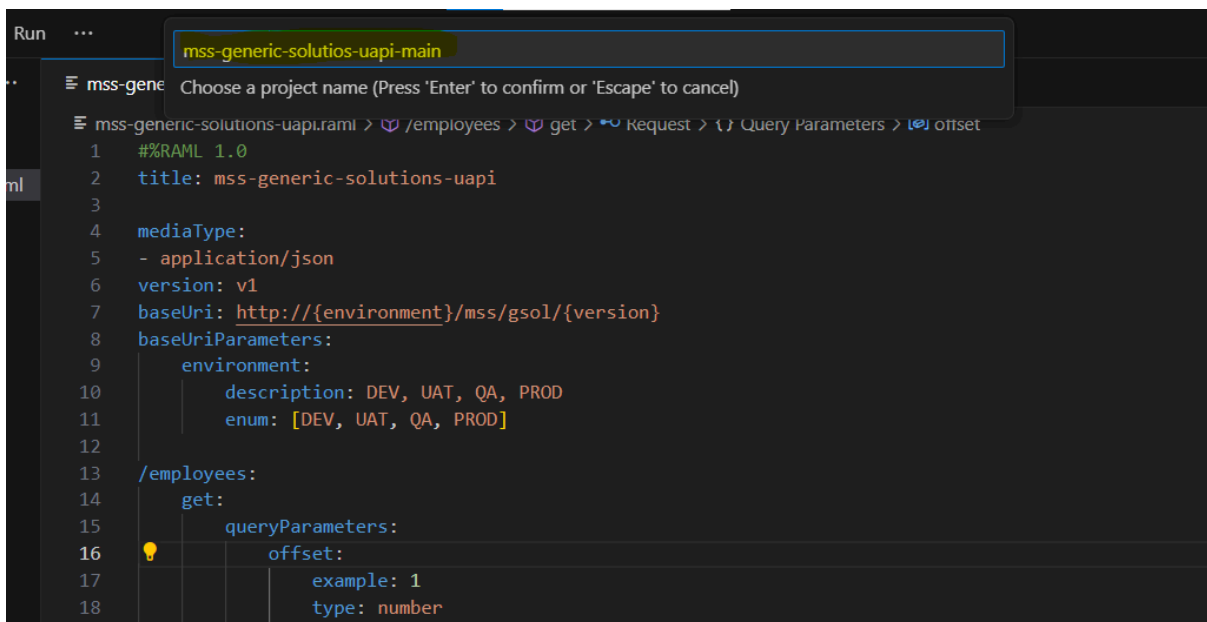 Run ···
mss-generic-solutios-uapi-main
Choose a project name (Press 'Enter' to confirm or 'Escape' to cancel)
mss-gene
mss-generic-solutions-uapi.raml > /employees > get > Request > {} Query Parameters > offset
ml
1 #%RAML 1.0
2 title: mss-generic-solutions-uapi
3
4 mediaType:
5 - application/json
6 version: v1
7 baseUri: http://{environment}/mss/gsol/{version}
8 baseUriParameters:
9 environment:
10 description: DEV, UAT, QA, PROD
11 enum: [DEV, UAT, QA, PROD]
12
13 /employees:
14 get:
15 queryParameters:
16 offset:
17 example: 1
18 type: number